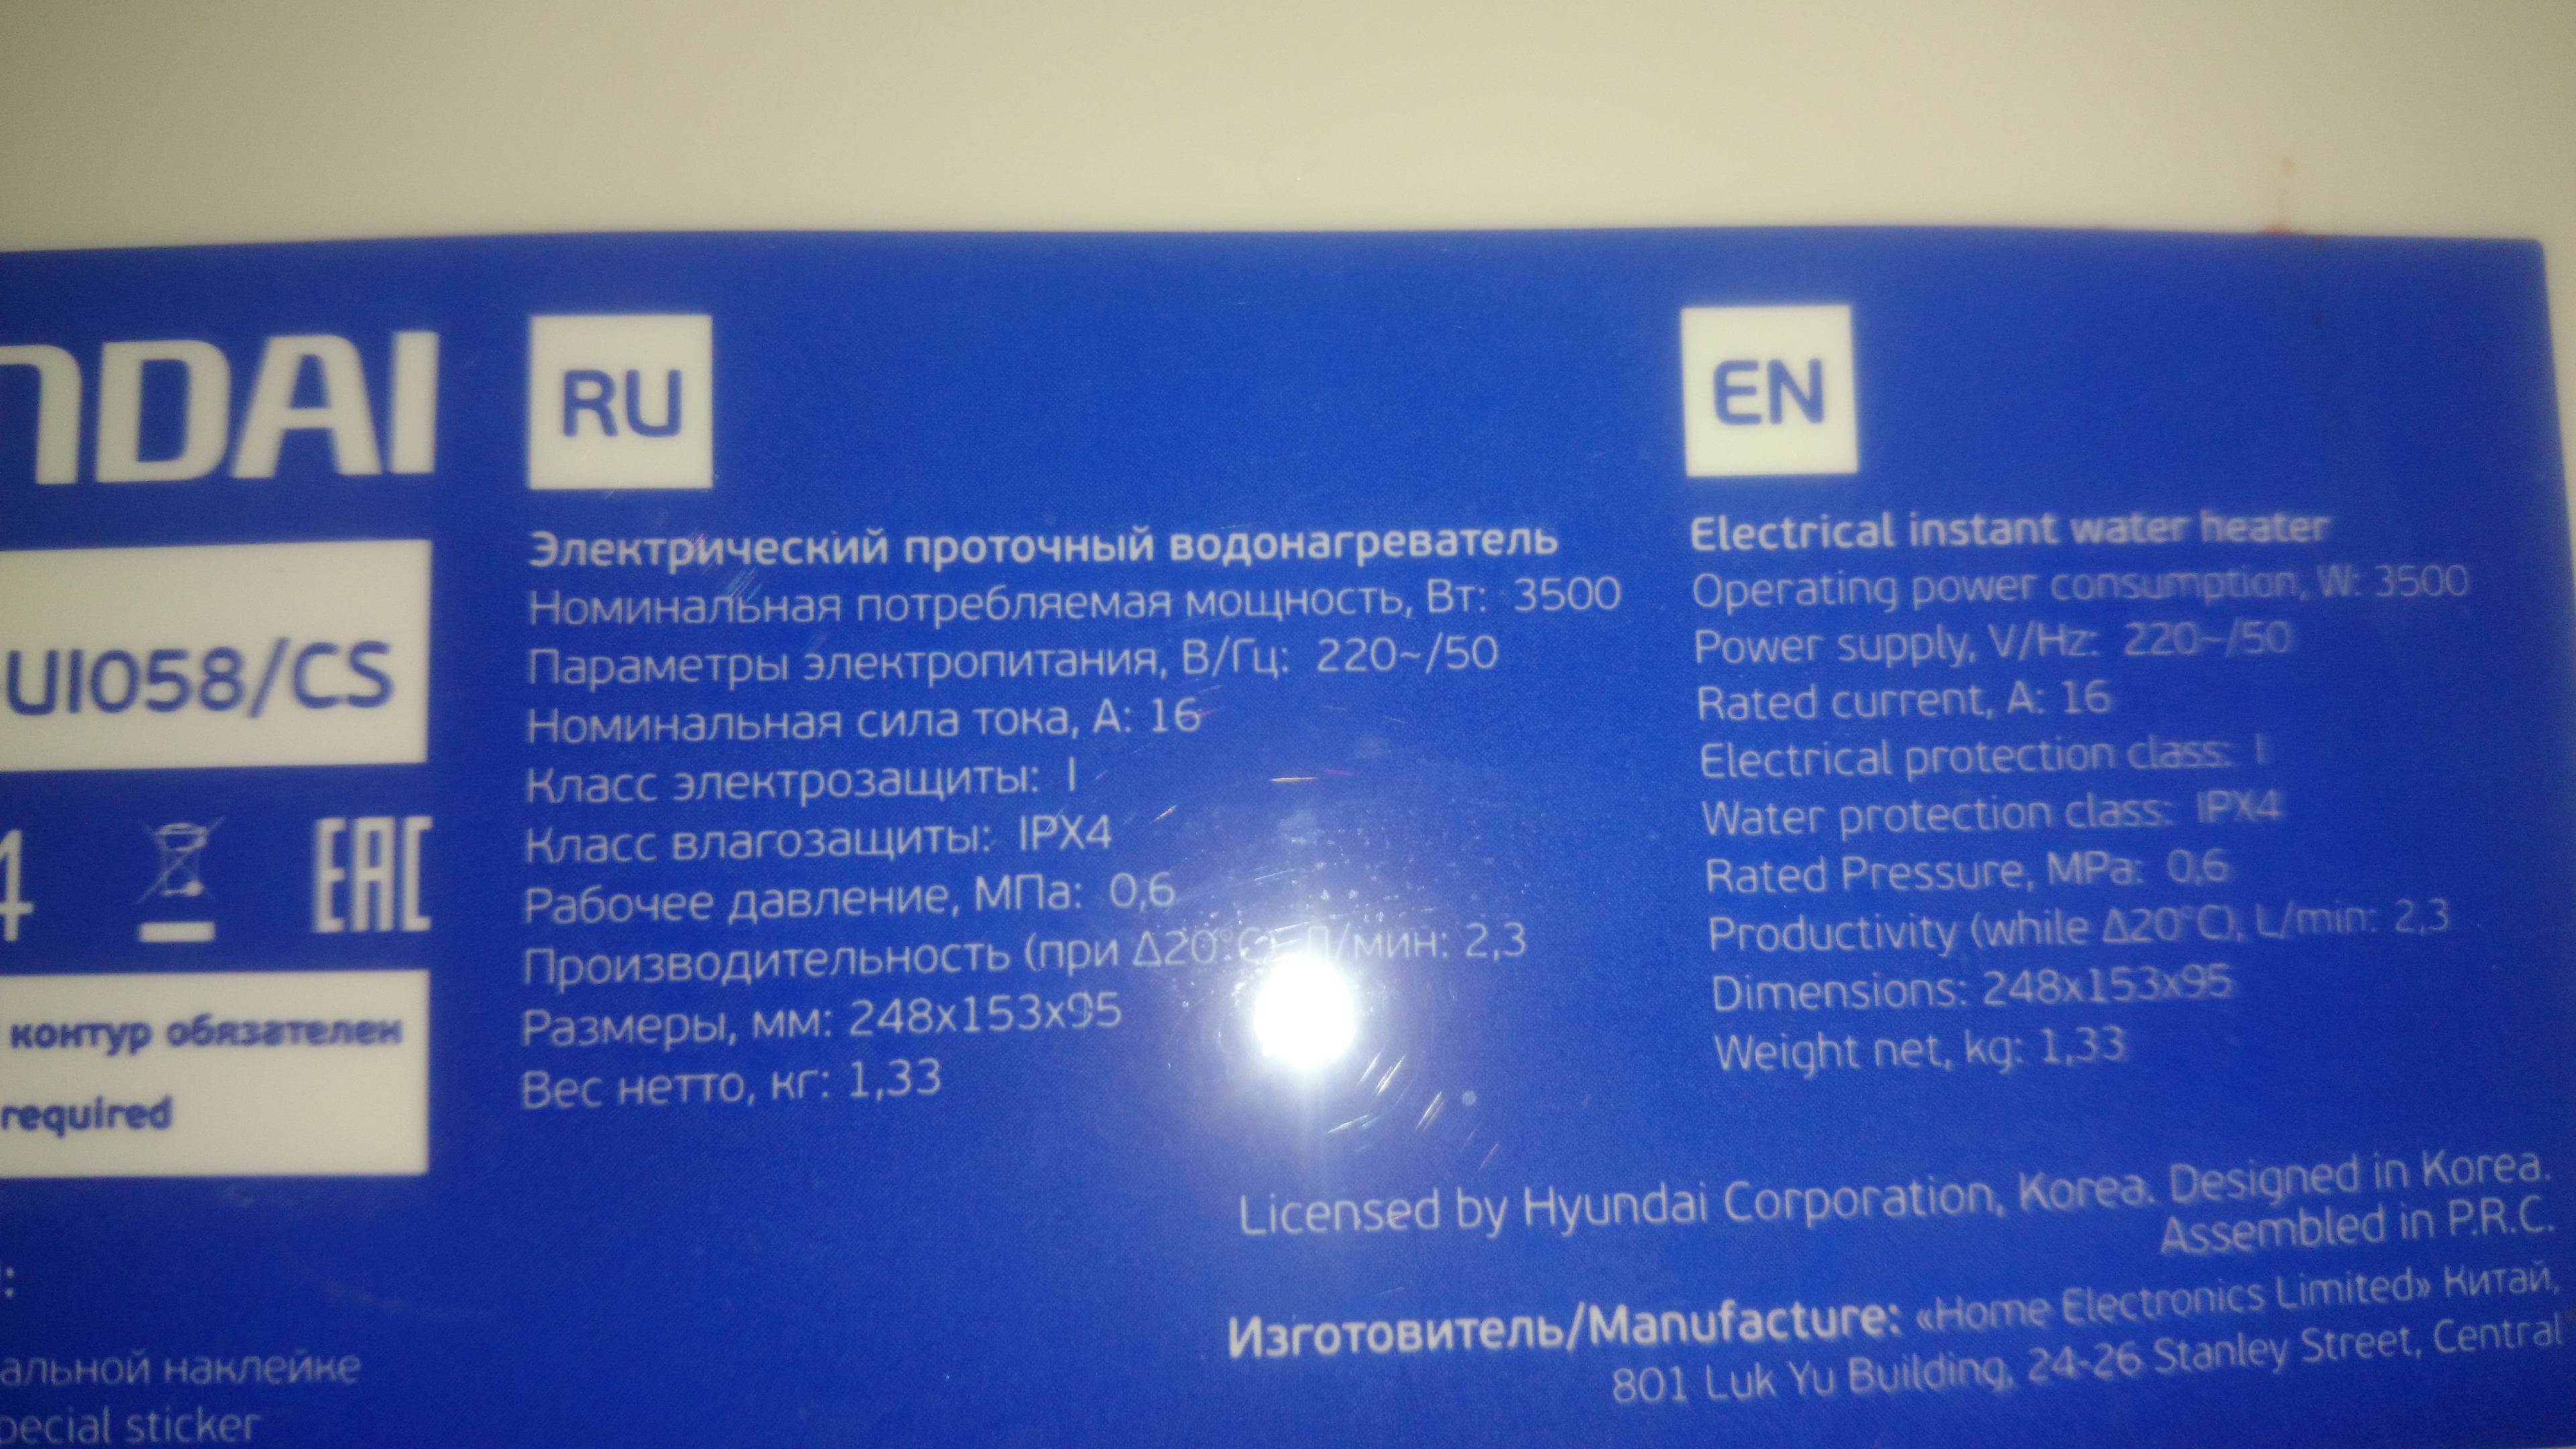 NDAI
UI058/CS
4
EAC
контур обязателен
required
:
альной наклейке
pecial sticker
RU
Электрический проточный водонагреватель
Номинальная потребляемая мощность, Вт: 3500
Параметры электропитания, В/Гц: 220~/50
Номинальная сила тока, А: 16
Класс электрозащиты: I
Класс влагозащиты: IPX4
Рабочее давление, МПа: 0,6
Производительность (при Δ20°C), Л/мин: 2,3
Размеры, мм: 248x153x95
Вес нетто, кг: 1,33
EN
Electrical instant water heater
Operating power consumption, W: 3500
Power supply, V/Hz: 220~/50
Rated current, A: 16
Electrical protection class: I
Water protection class: IPX4
Rated Pressure, MPa: 0,6
Productivity (while Δ20°C), L/min: 2,3
Dimensions: 248x153x95
Weight net, kg: 1,33
Licensed by Hyundai Corporation, Korea. Designed in Korea.
Assembled in P.R.C.
Изготовитель/Manufacture: «Home Electronics Limited» Китай,
801 Luk Yu Building, 24-26 Stanley Street, Central